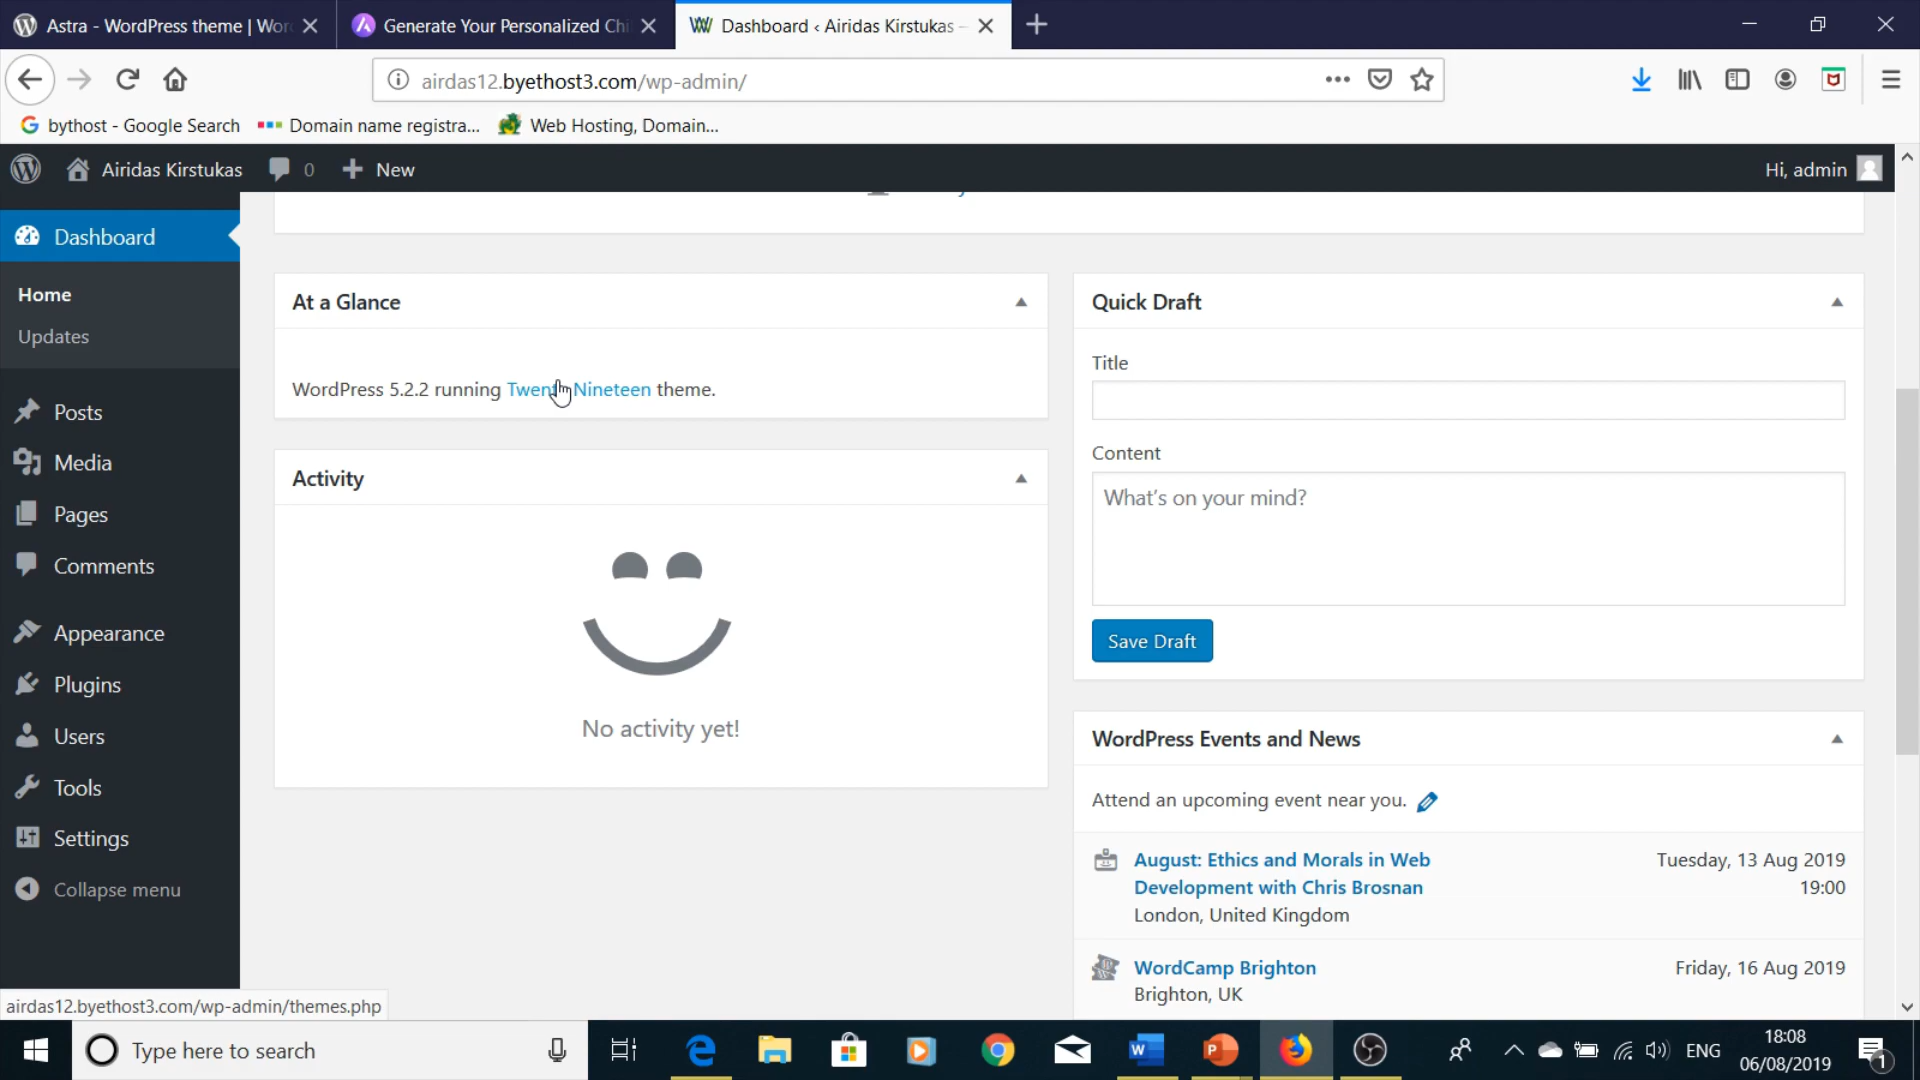 Astra - WordPress theme | Wor
Generate Your Personalized Chi
Dashboard ‹ Airidas Kirstukas –
airdas12.byethost3.com/wp-admin/
bythost - Google Search
Domain name registra...
Web Hosting, Domain...
Airidas Kirstukas
0
New
Hi, admin
Dashboard
Home
Updates
Posts
Media
Pages
Comments
Appearance
Plugins
Users
Tools
Settings
Collapse menu
At a Glance
WordPress 5.2.2 running Twenty Nineteen theme.
Activity
No activity yet!
Quick Draft
Title
Content
What's on your mind?
Save Draft
WordPress Events and News
Attend an upcoming event near you.
August: Ethics and Morals in Web
Development with Chris Brosnan
London, United Kingdom
Tuesday, 13 Aug 2019
19:00
WordCamp Brighton
Brighton, UK
Friday, 16 Aug 2019
airdas12.byethost3.com/wp-admin/themes.php
Type here to search
ENG
18:08
06/08/2019
1